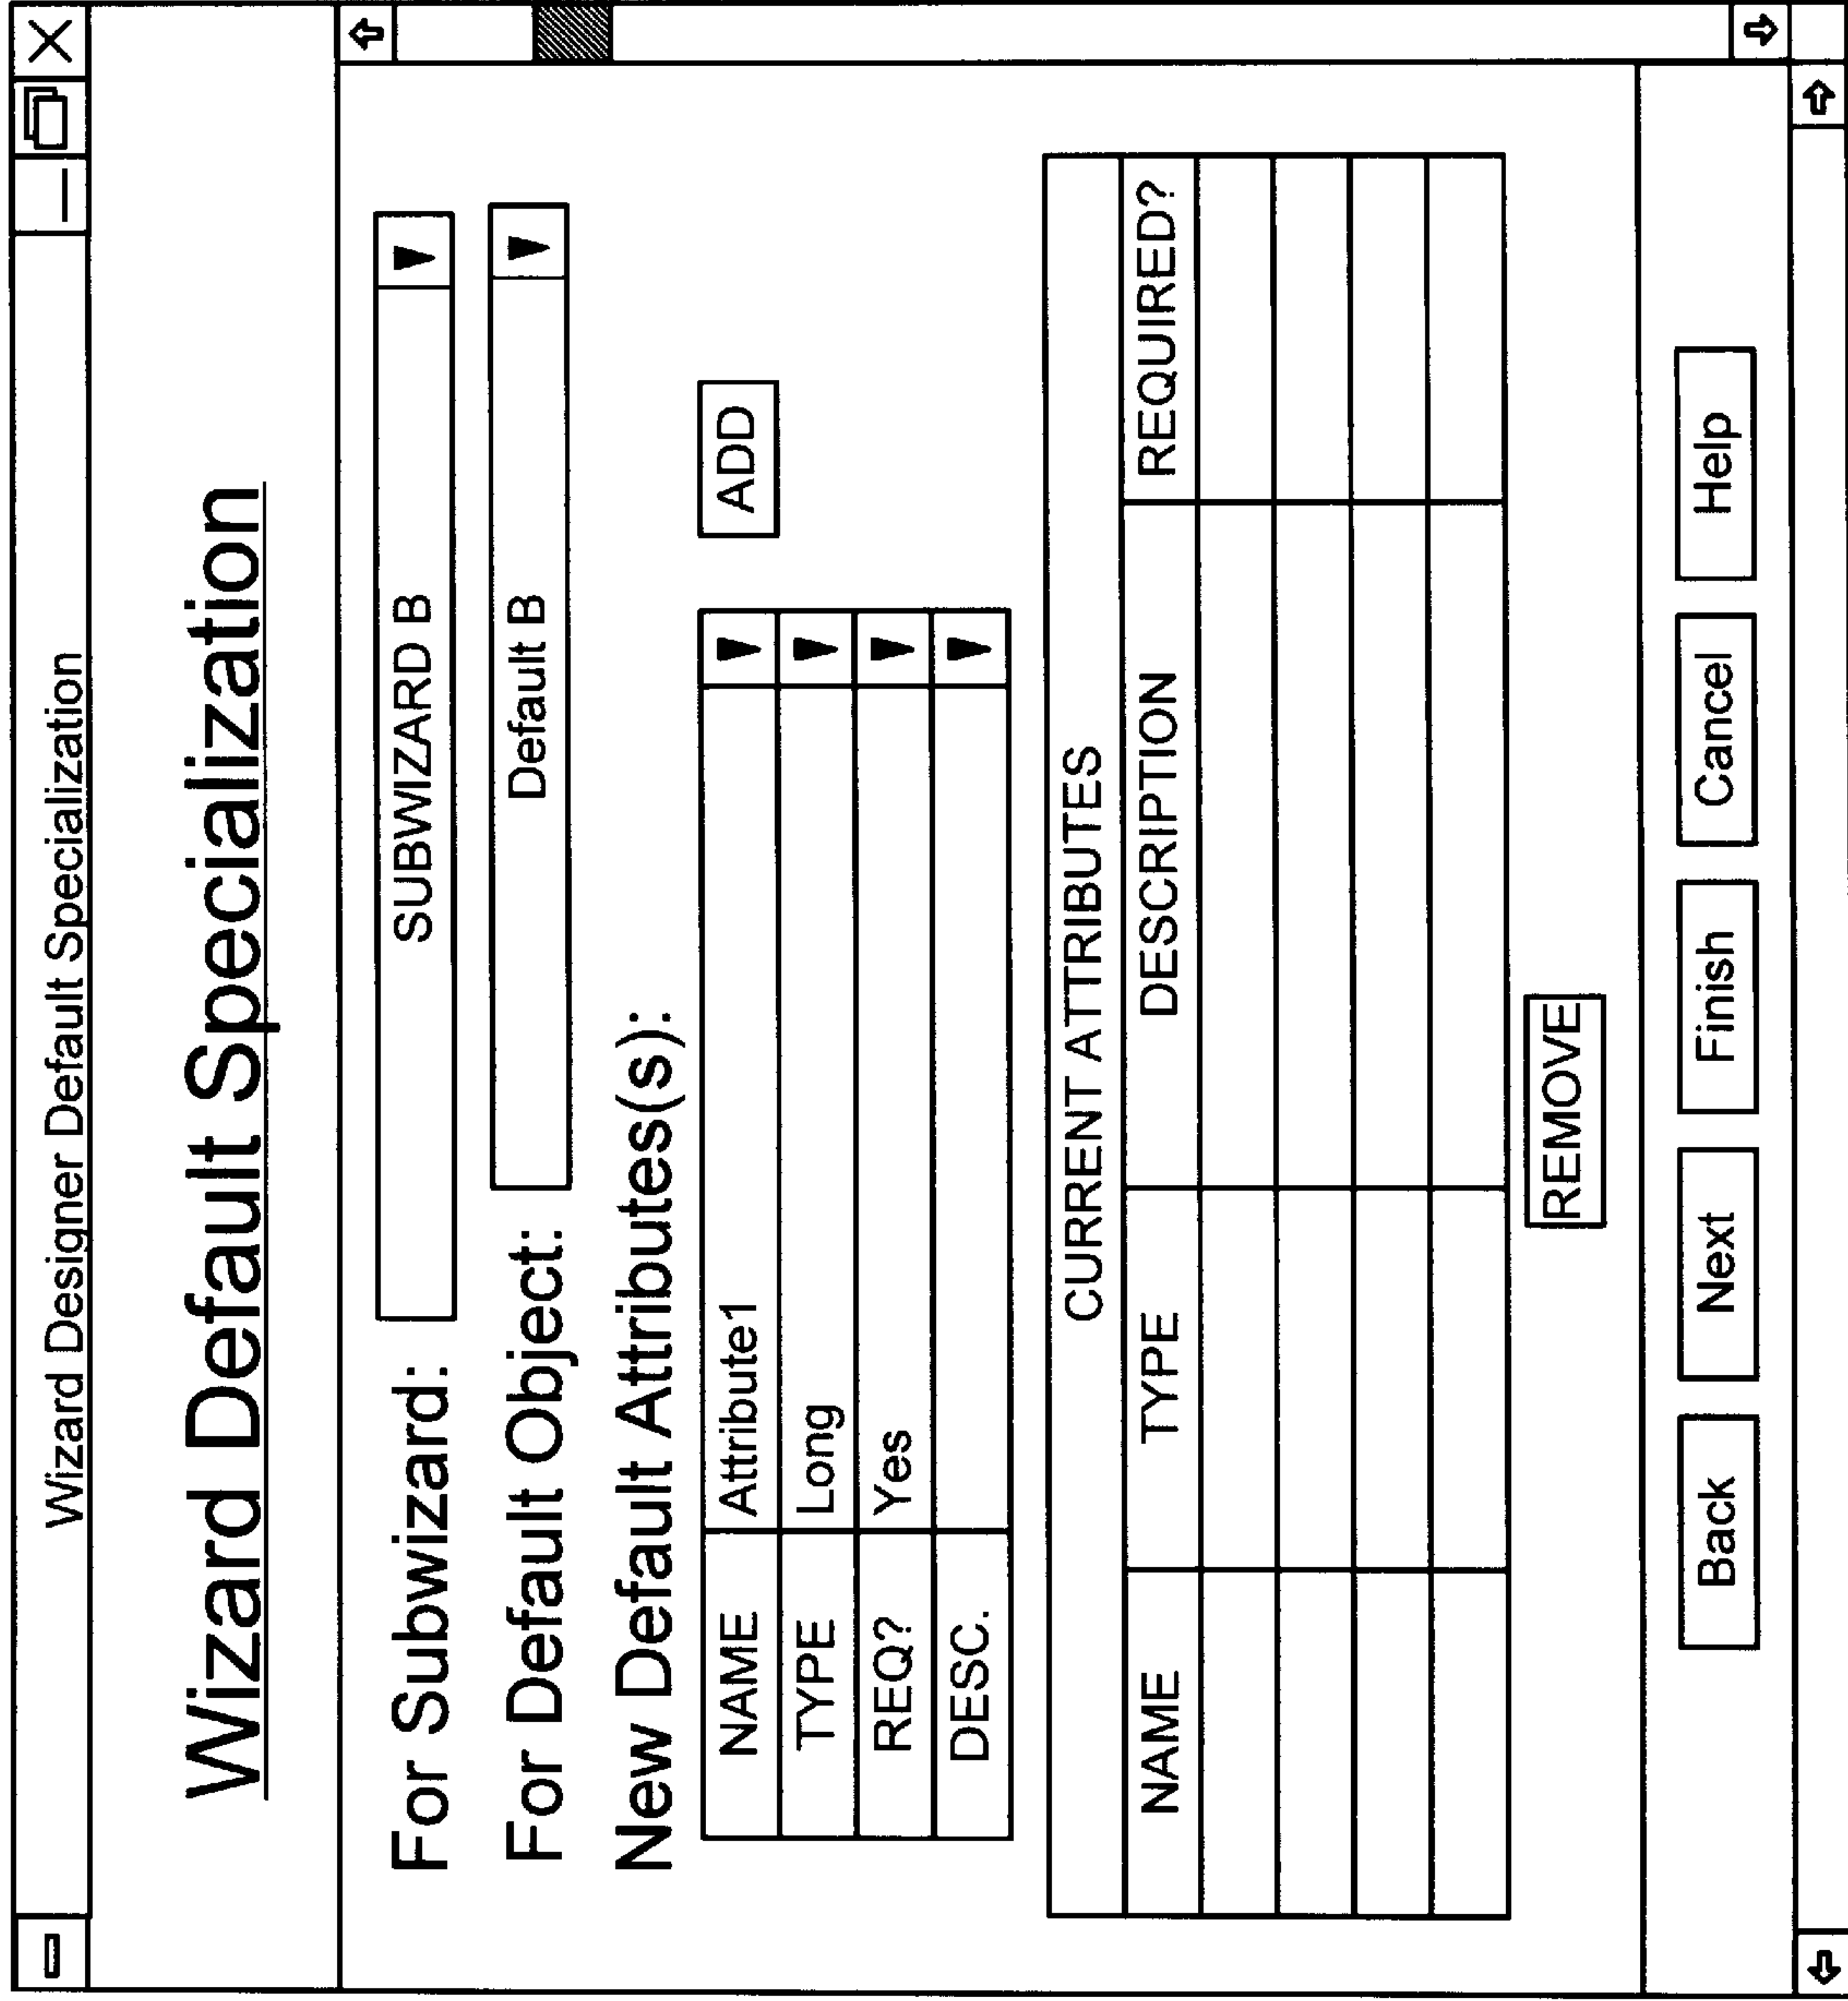 Wizard Designer Default Specialization
Wizard Default Specialization
For Subwizard: SUBWIZARD B
For Default Object: Default B
New Default Attributes(s):
NAME Attribute1 ADD
TYPE Long
REQ? Yes
DESC.
CURRENT ATTRIBUTES
NAME TYPE DESCRIPTION REQUIRED?
REMOVE
Back Next Finish Cancel Help